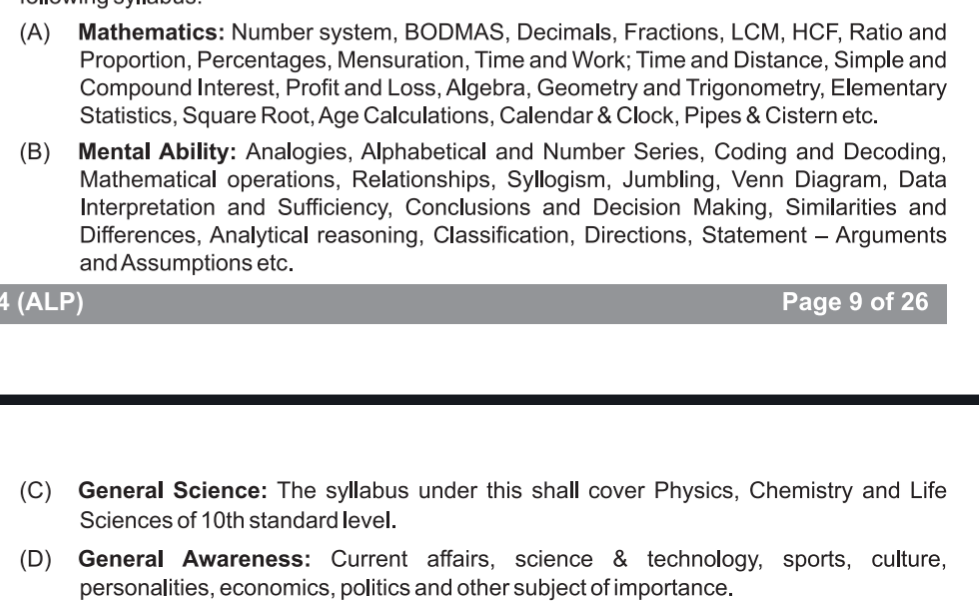 following syllabus:
(A) Mathematics: Number system, BODMAS, Decimals, Fractions, LCM, HCF, Ratio and
Proportion, Percentages, Mensuration, Time and Work; Time and Distance, Simple and
Compound Interest, Profit and Loss, Algebra, Geometry and Trigonometry, Elementary
Statistics, Square Root, Age Calculations, Calendar & Clock, Pipes & Cistern etc.
(B) Mental Ability: Analogies, Alphabetical and Number Series, Coding and Decoding,
Mathematical operations, Relationships, Syllogism, Jumbling, Venn Diagram, Data
Interpretation and Sufficiency, Conclusions and Decision Making, Similarities and
Differences, Analytical reasoning, Classification, Directions, Statement – Arguments
and Assumptions etc.
4 (ALP) Page 9 of 26
(C) General Science: The syllabus under this shall cover Physics, Chemistry and Life
Sciences of 10th standard level.
(D) General Awareness: Current affairs, science & technology, sports, culture,
personalities, economics, politics and other subject of importance.